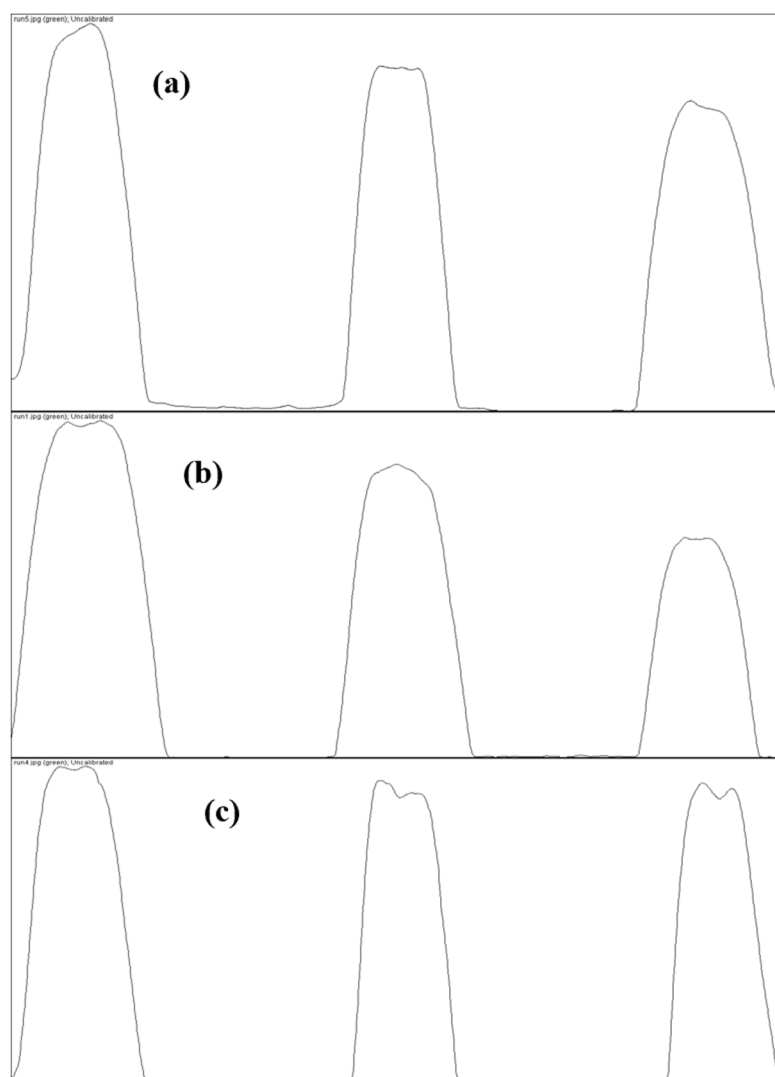 run5.jpg (green); Uncalibrated
(a)
run1.jpg (green); Uncalibrated
(b)
run4.jpg (green); Uncalibrated
(c)